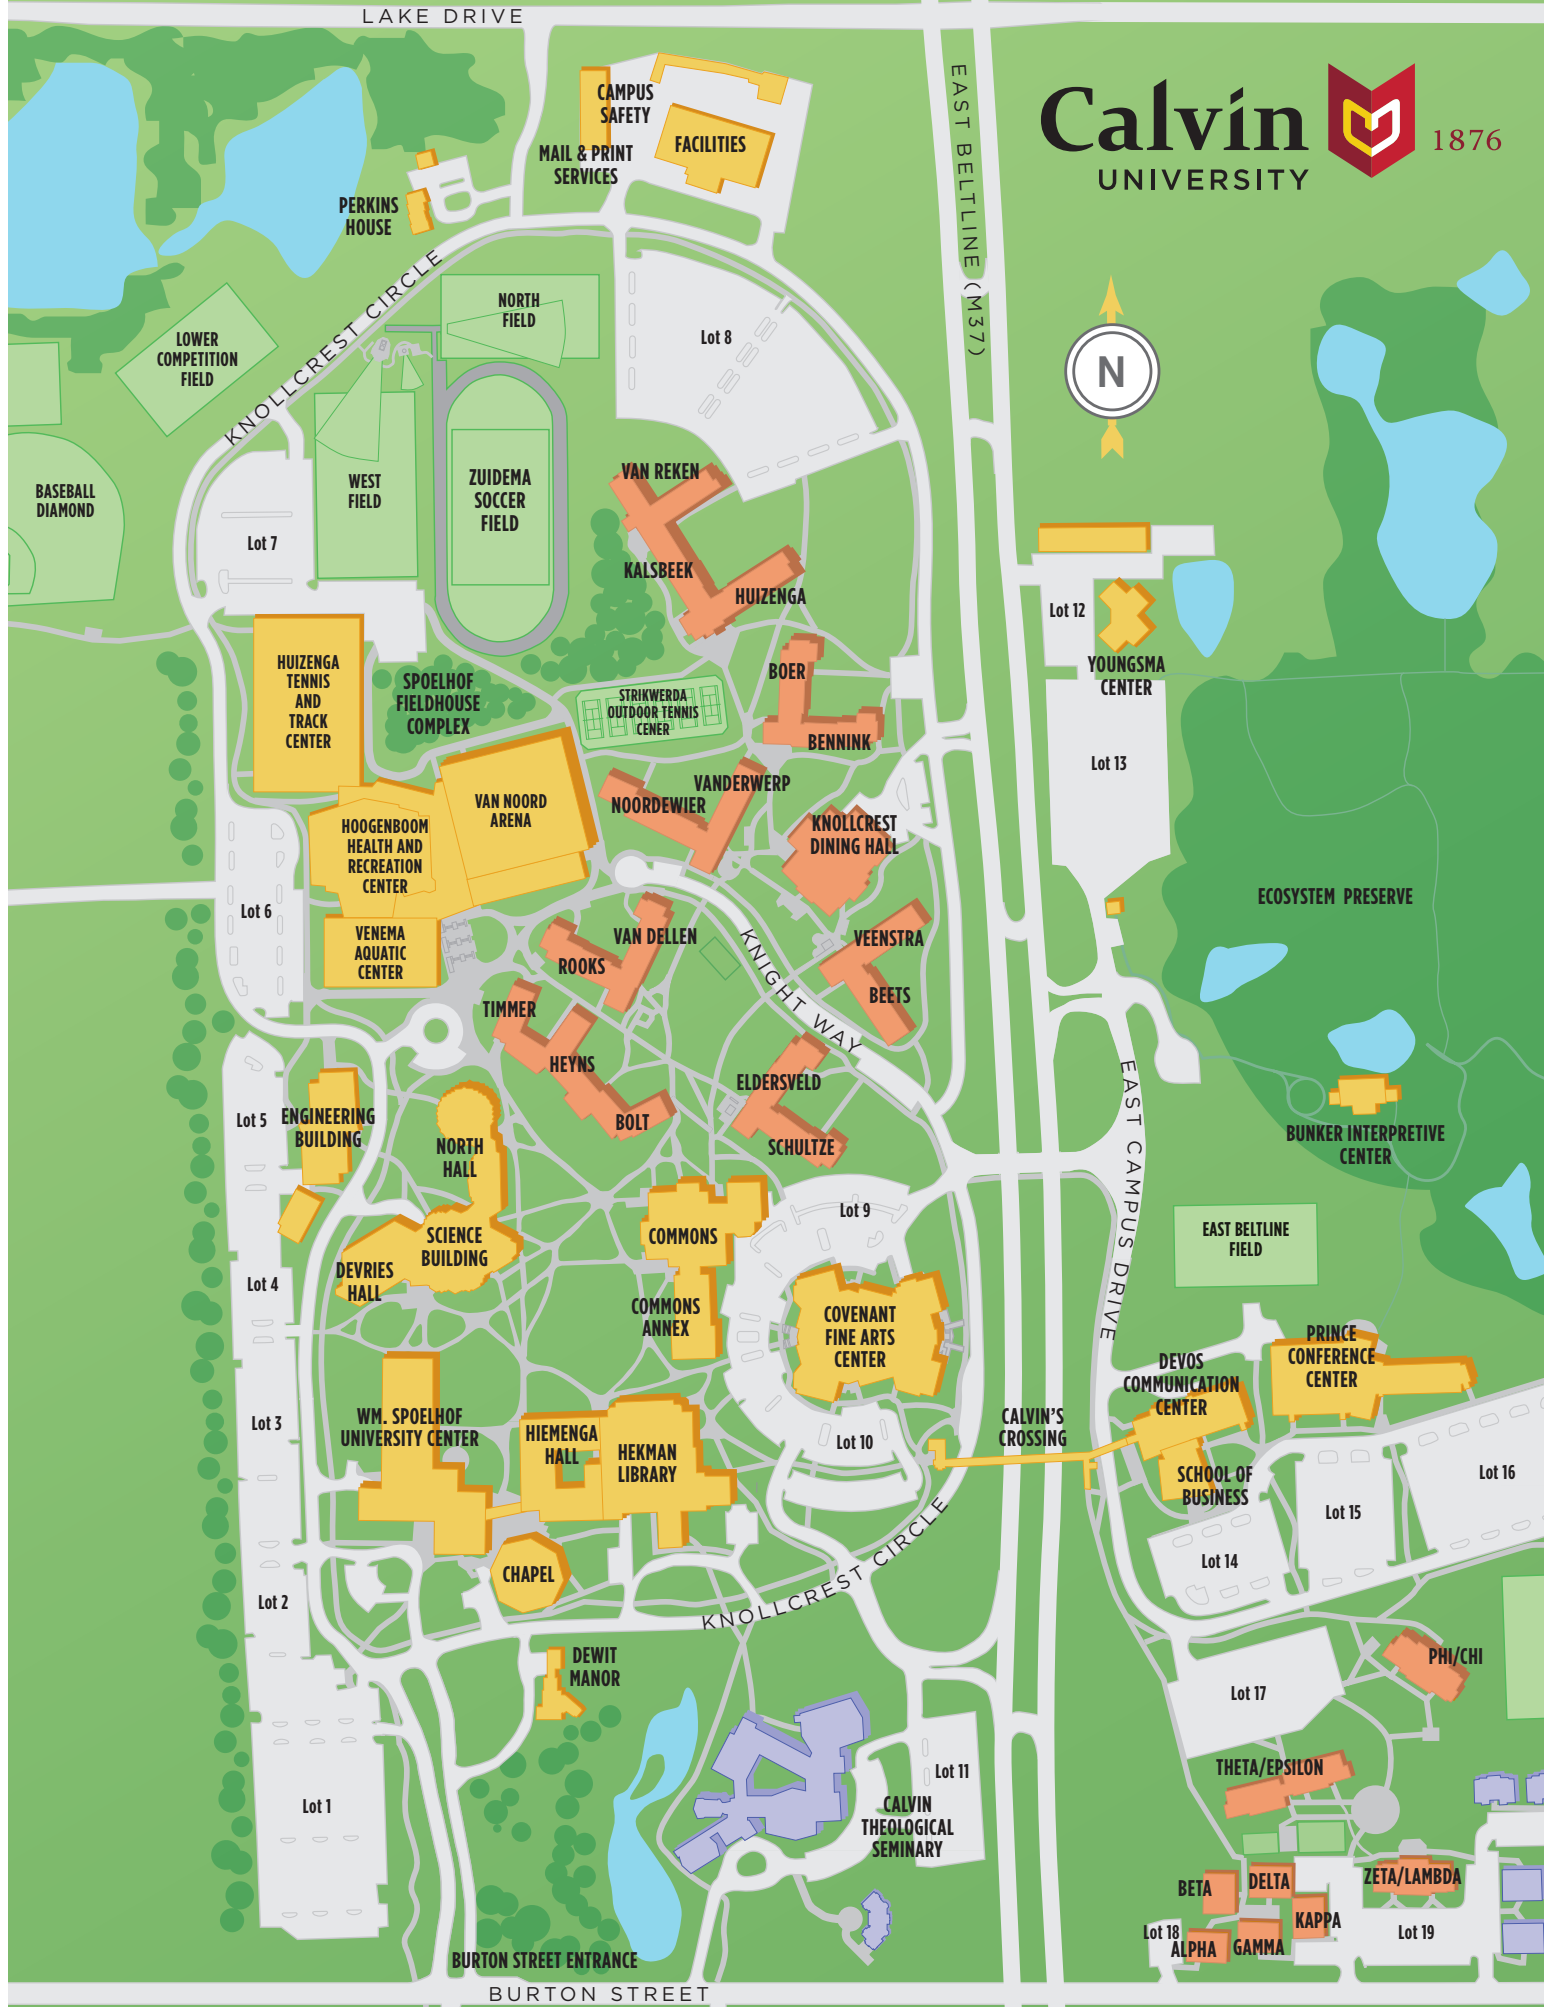 LAKE DRIVE
EAST BELTLINE (M37)
Calvin
UNIVERSITY
1876
CAMPUS
SAFETY
FACILITIES
MAIL & PRINT
SERVICES
PERKINS
HOUSE
KNOLLCREST CIRCLE
NORTH
FIELD
LOWER
COMPETITION
FIELD
Lot 8
N
BASEBALL
DIAMOND
WEST
FIELD
ZUIDEMA
SOCCER
FIELD
VAN REKEN
Lot 7
KALSBEEK
HUIZENGA
Lot 12
YOUNGSMA
CENTER
HUIZENGA
TENNIS
AND
TRACK
CENTER
SPOELHOF
FIELDHOUSE
COMPLEX
STRIKWERDA
OUTDOOR TENNIS
CENER
BOER
BENNINK
Lot 13
VANDERWERP
NOORDEWIER
VAN NOORD
ARENA
HOOGENBOOM
HEALTH AND
RECREATION
CENTER
KNOLLCREST
DINING HALL
Lot 6
ECOSYSTEM PRESERVE
VENEMA
AQUATIC
CENTER
VAN DELLEN
ROOKS
KNIGHT WAY
VEENSTRA
BEETS
TIMMER
HEYNS
BOLT
ELDERSVELD
SCHULTZE
EAST CAMPUS DRIVE
Lot 5
ENGINEERING
BUILDING
NORTH
HALL
BUNKER INTERPRETIVE
CENTER
Lot 9
COMMONS
SCIENCE
BUILDING
DEVRIES
HALL
Lot 4
EAST BELTLINE
FIELD
COMMONS
ANNEX
COVENANT
FINE ARTS
CENTER
PRINCE
CONFERENCE
CENTER
DEVOS
COMMUNICATION
CENTER
Lot 3
WM. SPOELHOF
UNIVERSITY CENTER
HIEMENGA
HALL
HEKMAN
LIBRARY
Lot 10
CALVIN'S
CROSSING
SCHOOL OF
BUSINESS
Lot 16
Lot 15
Lot 14
CHAPEL
KNOLLCREST CIRCLE
Lot 2
DEWIT
MANOR
PHI/CHI
Lot 17
Lot 1
Lot 11
CALVIN
THEOLOGICAL
SEMINARY
THETA/EPSILON
BETA
DELTA
ZETA/LAMBDA
KAPPA
Lot 18
ALPHA
GAMMA
Lot 19
BURTON STREET ENTRANCE
BURTON STREET